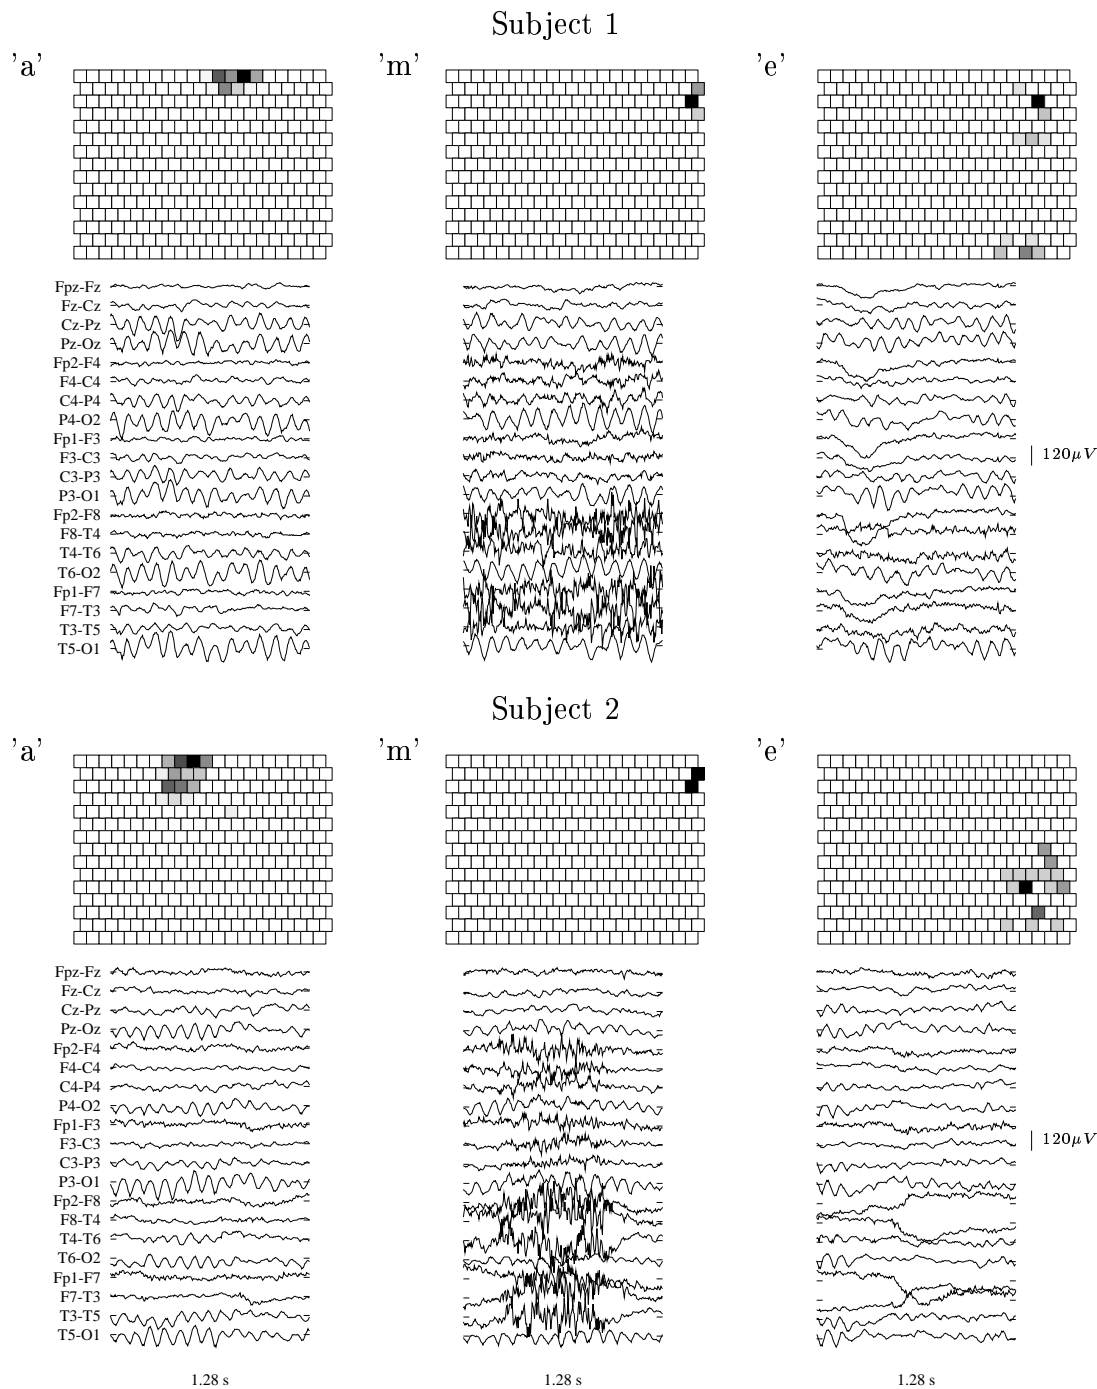 Subject 1
'a' 'm' 'e'
Fpz-Fz
Fz-Cz
Cz-Pz
Pz-Oz
Fp2-F4
F4-C4
C4-P4
P4-O2
Fp1-F3
F3-C3
120μV
C3-P3
P3-O1
Fp2-F8
F8-T4
T4-T6
T6-O2
Fp1-F7
F7-T3
T3-T5
T5-O1
Subject 2
'a' 'm' 'e'
Fpz-Fz
Fz-Cz
Cz-Pz
Pz-Oz
Fp2-F4
F4-C4
C4-P4
P4-O2
Fp1-F3
F3-C3
120μV
C3-P3
P3-O1
Fp2-F8
F8-T4
T4-T6
T6-O2
Fp1-F7
F7-T3
T3-T5
T5-O1
1.28 s 1.28 s 1.28 s